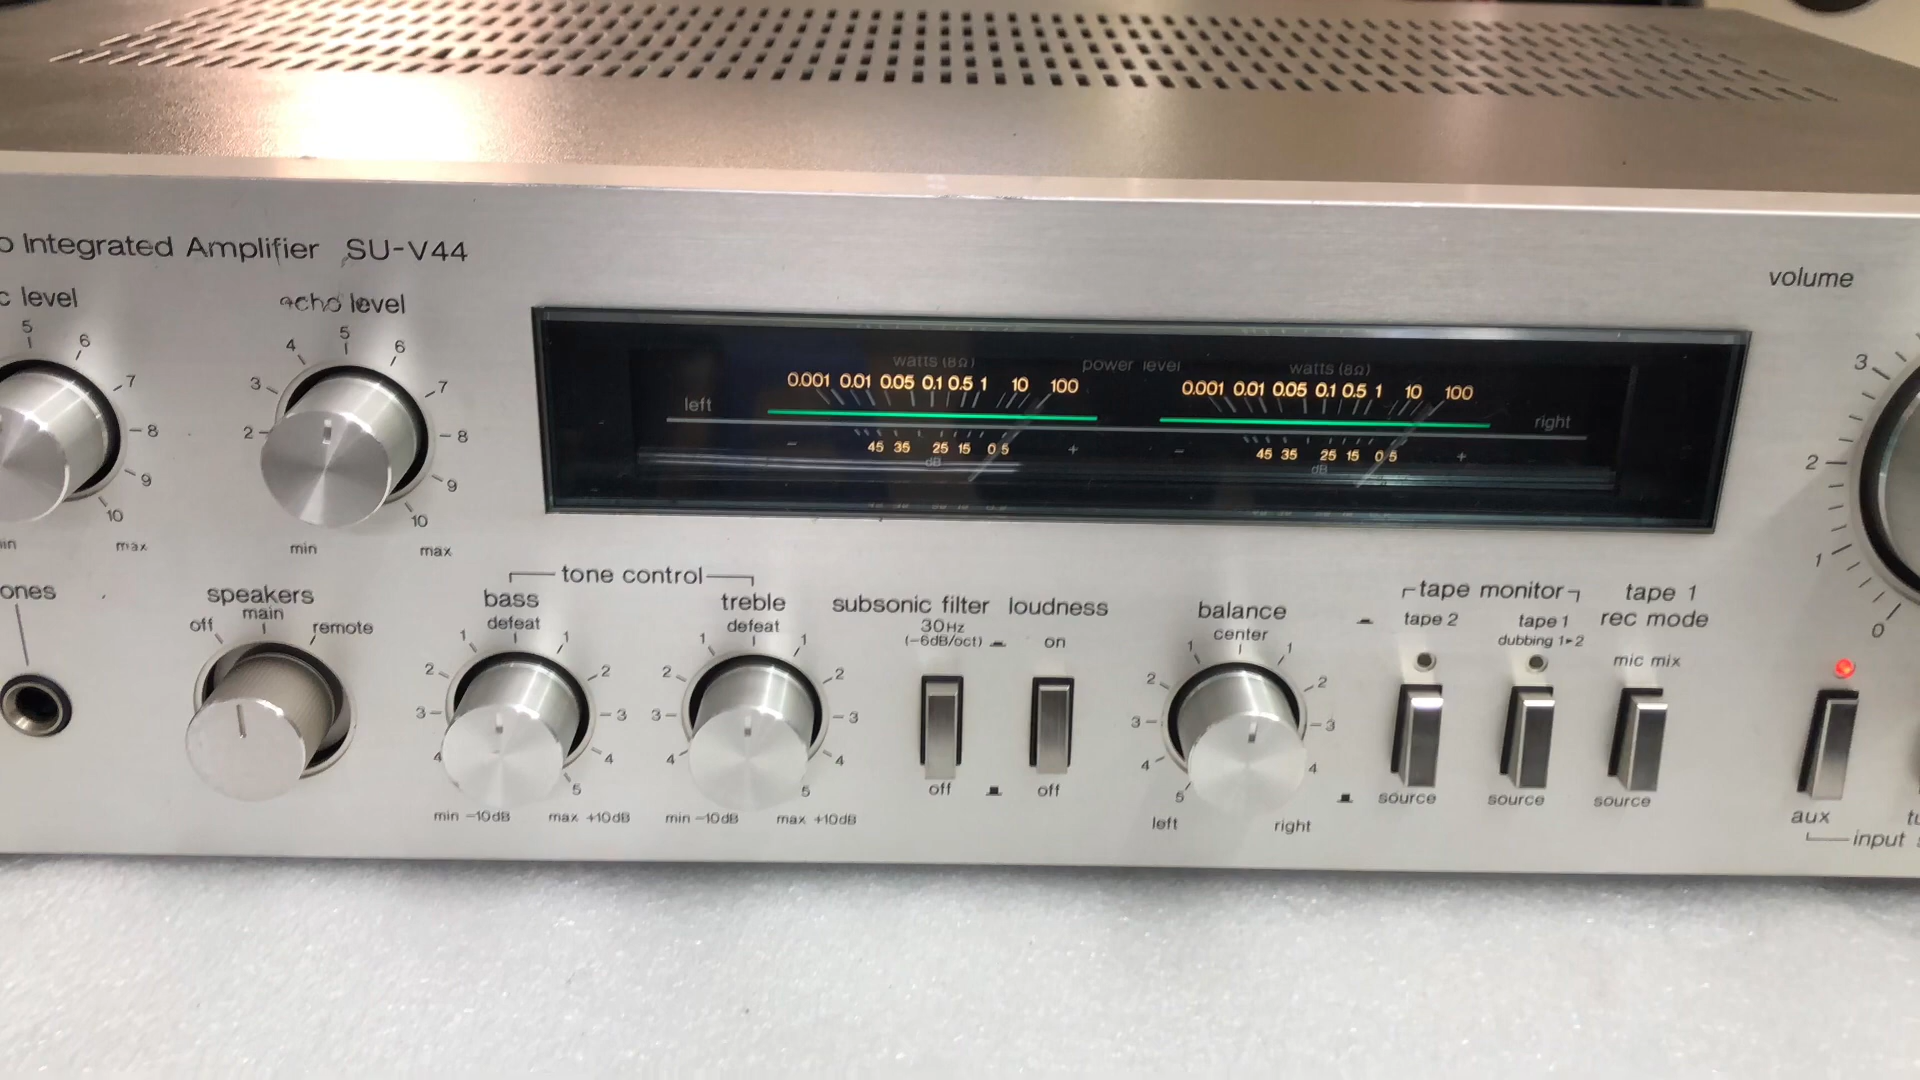 o Integrated Amplifier SU-V44
c level
5
6
7
8
9
10
in
max
echo level
2
3
4
5
6
7
8
9
10
min
max
watts (8Ω)
power level
watts (8Ω)
0.001 0.01 0.05 0.1 0.5 1 10 100
0.001 0.01 0.05 0.1 0.5 1 10 100
left
right
- 45 35 25 15 0 5 +
dB
- 45 35 25 15 0 5 +
dB
volume
3
2
1
0
ones
speakers
main
off
remote
tone control
bass
defeat
1 1
2 2
3 3
4 4
5
min -10dB max +10dB
treble
defeat
1 1
2 2
3 3
4 4
5
min -10dB max +10dB
subsonic filter
30Hz
(-6dB/oct)
off
loudness
on
off
balance
center
1 1
2 2
3 3
4 4
5
left right
tape monitor
tape 2
source
tape 1
dubbing 1▸2
source
tape 1
rec mode
mic mix
source
aux
tu
input s